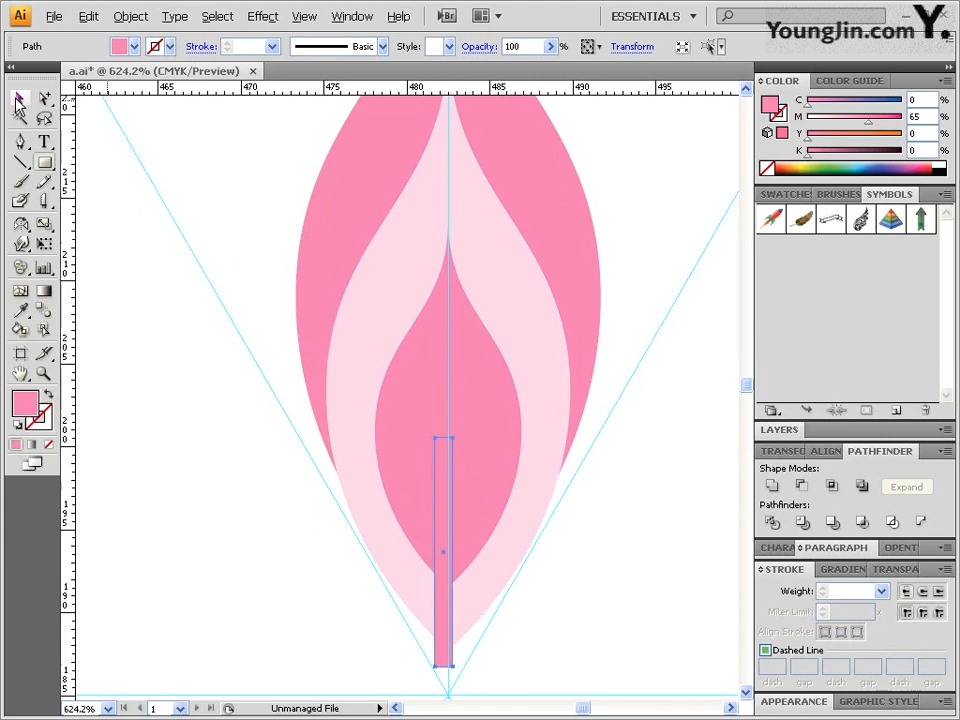 Ai File Edit Object Type Select Effect View Window Help Br ESSENTIALS
Younglin.com Y.
Path Stroke: Basic Style: Opacity: 100 % Transform
a.ai* @ 624.2% (CMYK/Preview) ×
460 465 470 475 480 485 490 495
COLOR COLOR GUIDE
C 0 %
M 65 %
Y 0 %
K 0 %
SWATCHE BRUSHES SYMBOLS
LAYERS
TRANSFO ALIGN PATHFINDER
Shape Modes:
Expand
Pathfinders:
CHARA PARAGRAPH OPENT
STROKE GRADIEN TRANSPA
Weight:
Miter Limit: x
Align Stroke:
Dashed Line
dash gap dash gap dash gap
APPEARANCE GRAPHIC STYLE
624.2% 1 Unmanaged File